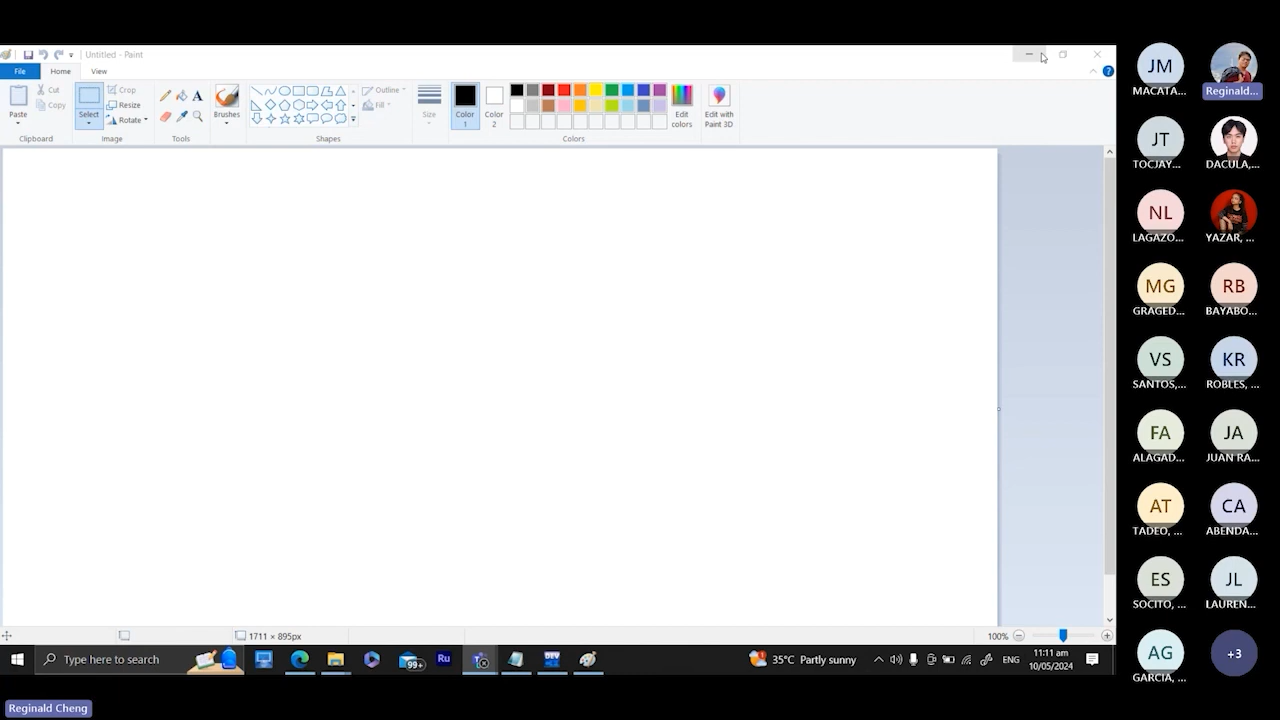 Untitled - Paint
File
Home
View
Paste
Cut
Copy
Clipboard
Select
Crop
Resize
Rotate
Image
Tools
Brushes
Shapes
Outline
Fill
Size
Color
1
Color
2
Edit
colors
Colors
Edit with
Paint 3D
1711 × 895px
100%
Type here to search
99+
Ru
DEV
35°C Partly sunny
ENG
11:11 am
10/05/2024
Reginald Cheng
JM
MACATA...
Reginald...
JT
TOCJAY...
DACULA,...
NL
LAGAZO...
YAZAR, ...
MG
GRAGED...
RB
BAYABO...
VS
SANTOS,...
KR
ROBLES, ...
FA
ALAGAD...
JA
JUAN RA...
AT
TADEO, ...
CA
ABENDA...
ES
SOCITO, ...
JL
LAUREN...
AG
GARCIA, ...
+3